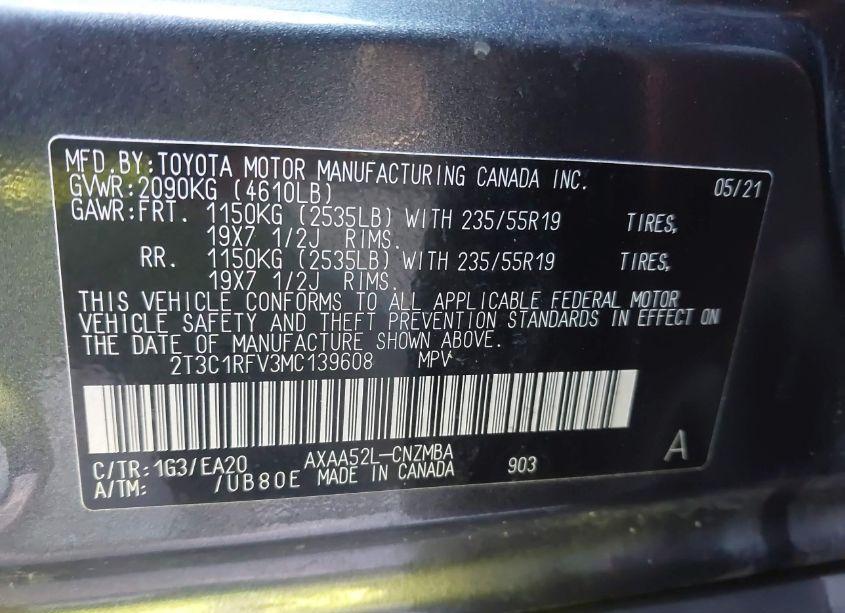 MFD.BY:TOYOTA MOTOR MANUFACTURING CANADA INC. 05/21
GVWR:2090KG (4610LB)
GAWR:FRT. 1150KG (2535LB) WITH 235/55R19 TIRES,
19X7 1/2J RIMS.
RR. 1150KG (2535LB) WITH 235/55R19 TIRES,
19X7 1/2J RIMS.
THIS VEHICLE CONFORMS TO ALL APPLICABLE FEDERAL MOTOR
VEHICLE SAFETY AND THEFT PREVENTION STANDARDS IN EFFECT ON
THE DATE OF MANUFACTURE SHOWN ABOVE.
2T3C1RFV3MC139608 MPV
C/TR:1G3/EA20 AXAA52L-CNZMBA 903 A
A/TM: /UB80E MADE IN CANADA